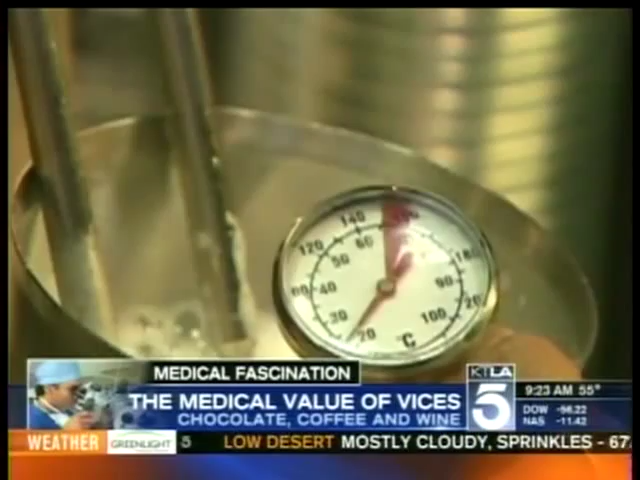 140
120
60
180
50
80
40
90
30
100
20
°C
MEDICAL FASCINATION
KTLA
5
THE MEDICAL VALUE OF VICES
CHOCOLATE, COFFEE AND WINE
9:23 AM 55°
DOW -96.22
NAS -11.42
WEATHER GREENLIGHT 5 LOW DESERT MOSTLY CLOUDY, SPRINKLES - 67